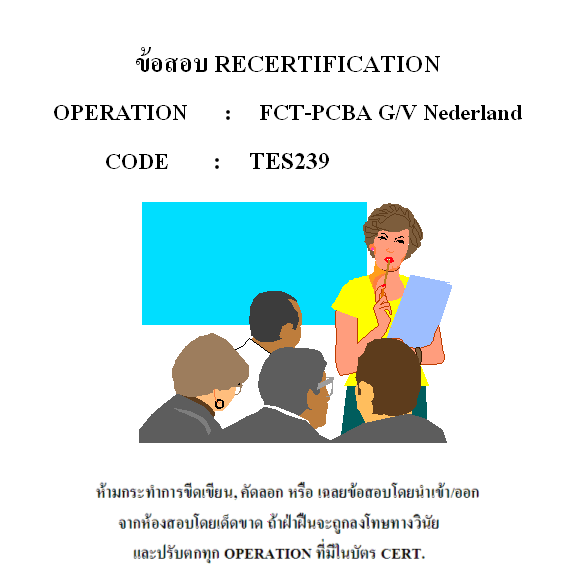 ข้อสอบ RECERTIFICATION
OPERATION : FCT-PCBA G/V Nederland
CODE : TES239
ห้ามกระทำการขีดเขียน, คัดลอก หรือ เฉลยข้อสอบโดยนำเข้า/ออก
จากห้องสอบโดยเด็ดขาด ถ้าฝ่าฝืนจะถูกลงโทษทางวินัย
และปรับตกทุก OPERATION ที่มีในบัตร CERT.